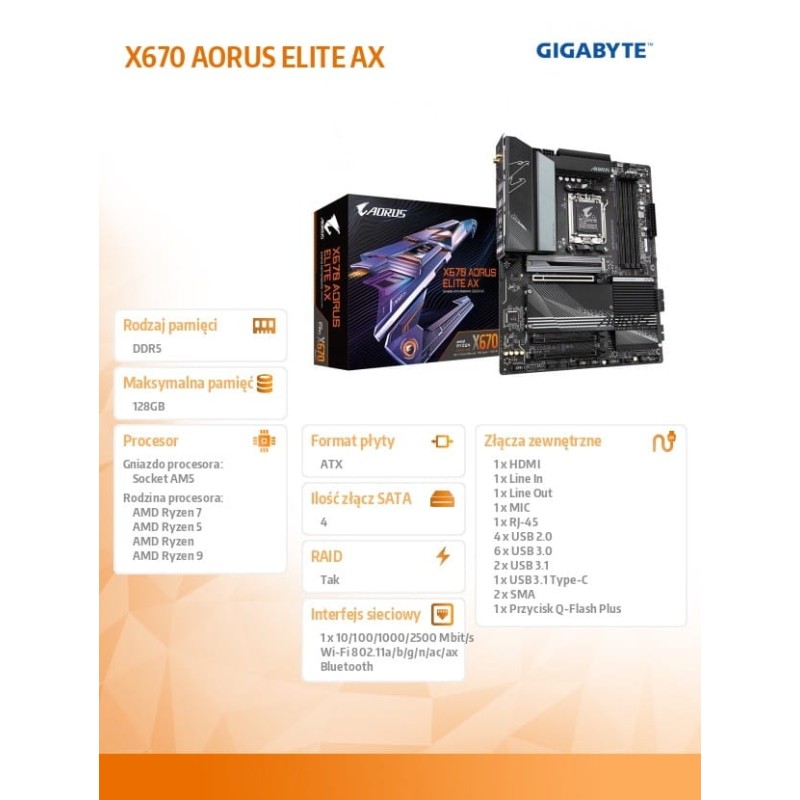 X670 AORUS ELITE AX
GIGABYTE™
AORUS
X670 AORUS
ELITE AX
X670
X670 AORUS
ELITE AX
X670
Rodzaj pamięci
DDR5
Maksymalna pamięć
128GB
Procesor
Gniazdo procesora:
Socket AM5
Rodzina procesora:
AMD Ryzen 7
AMD Ryzen 5
AMD Ryzen
AMD Ryzen 9
Format płyty
ATX
Ilość złącz SATA
4
RAID
Tak
Interfejs sieciowy
1 x 10/100/1000/2500 Mbit/s
Wi-Fi 802.11a/b/g/n/ac/ax
Bluetooth
Złącza zewnętrzne
1 x HDMI
1 x Line In
1 x Line Out
1 x MIC
1 x RJ-45
4 x USB 2.0
6 x USB 3.0
2 x USB 3.1
1 x USB 3.1 Type-C
2 x SMA
1 x Przycisk Q-Flash Plus